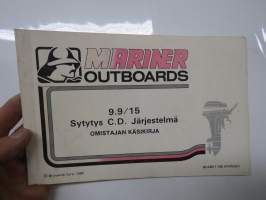 MARINER
OUTBOARDS
9.9/15
Sytytys C.D. Järjestelmä
OMISTAJAN KÄSIKIRJA